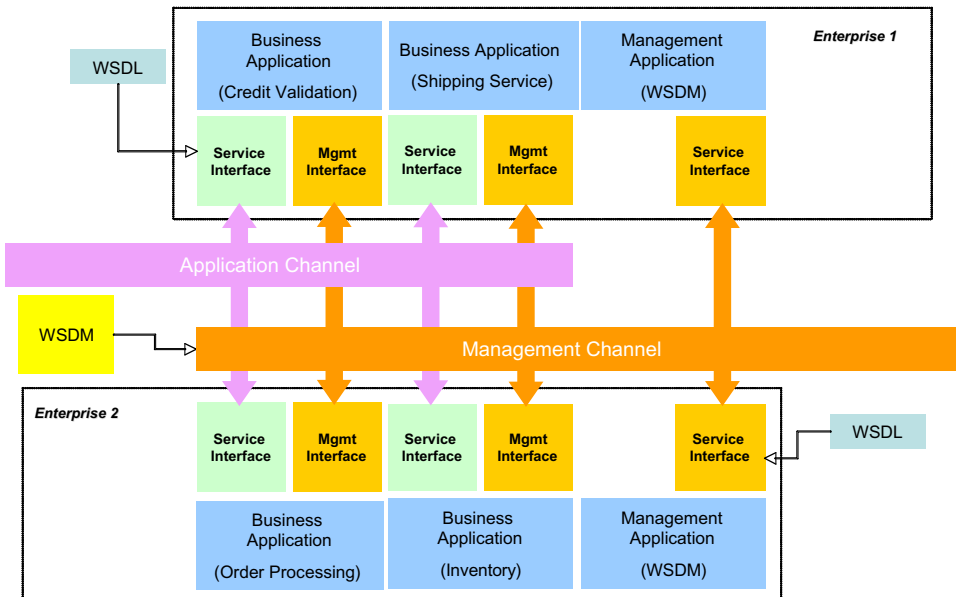 Enterprise 1
Business
Application
(Credit Validation)
Business Application
(Shipping Service)
Management
Application
(WSDM)
WSDL
Service
Interface
Mgmt
Interface
Service
Interface
Mgmt
Interface
Service
Interface
Application Channel
WSDM
Management Channel
Enterprise 2
Service
Interface
Mgmt
Interface
Service
Interface
Mgmt
Interface
Service
Interface
WSDL
Business
Application
(Order Processing)
Business
Application
(Inventory)
Management
Application
(WSDM)